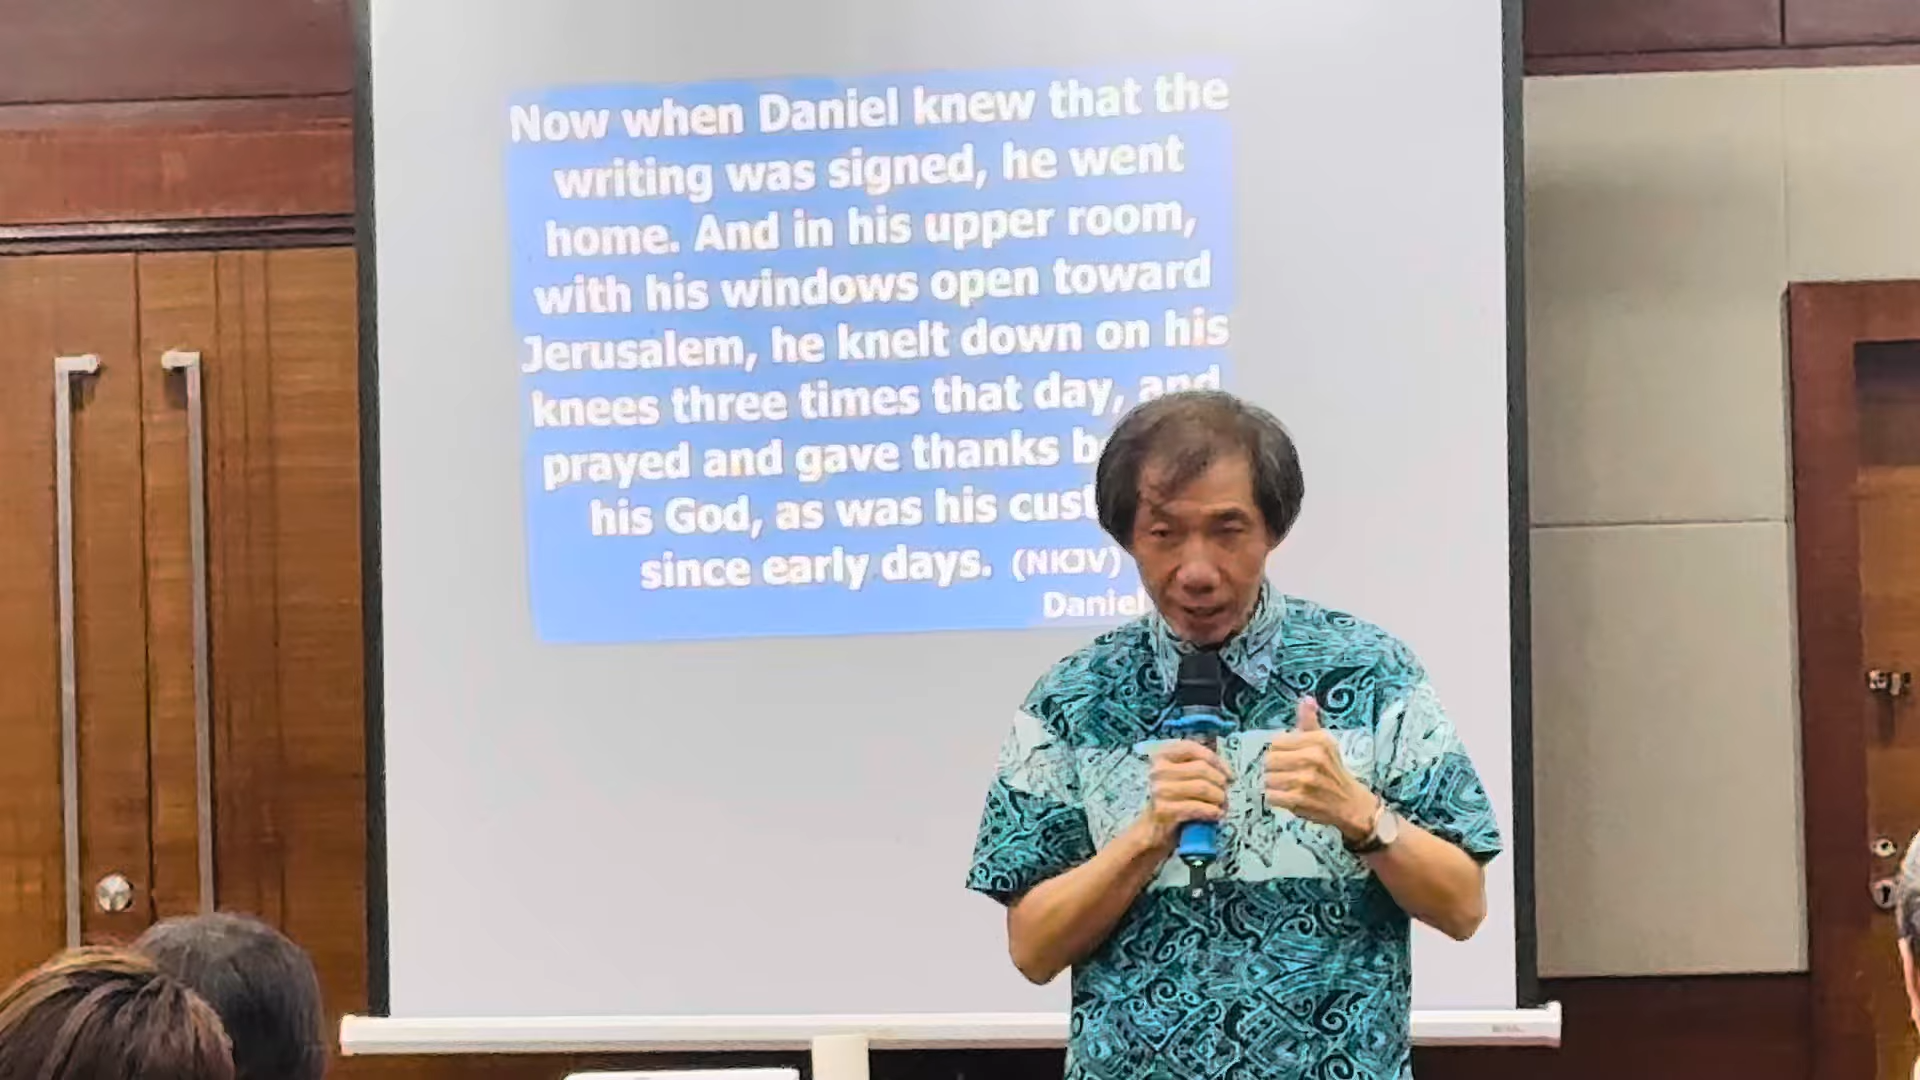 Now when Daniel knew that the
writing was signed, he went
home. And in his upper room,
with his windows open toward
Jerusalem, he knelt down on his
knees three times that day, and
prayed and gave thanks
his God, as was his
since early days. (NKJV)
Daniel